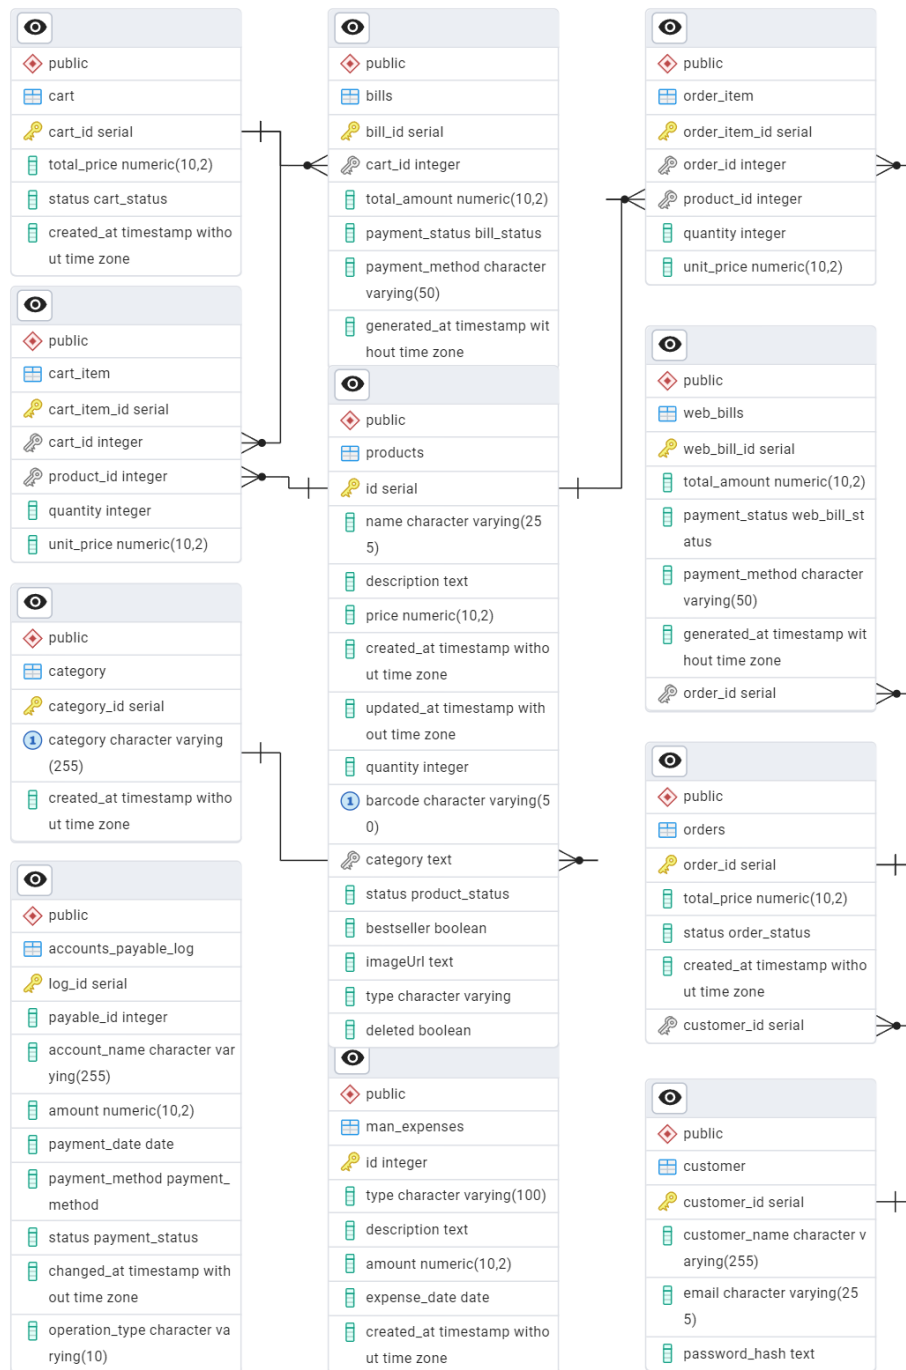 public
cart
cart_id serial
total_price numeric(10,2)
status cart_status
created_at timestamp witho
ut time zone
public
cart_item
cart_item_id serial
cart_id integer
product_id integer
quantity integer
unit_price numeric(10,2)
public
category
category_id serial
1
category character varying
(255)
created_at timestamp witho
ut time zone
public
accounts_payable_log
log_id serial
payable_id integer
account_name character var
ying(255)
amount numeric(10,2)
payment_date date
payment_method payment_
method
status payment_status
changed_at timestamp with
out time zone
operation_type character va
rying(10)
public
bills
bill_id serial
cart_id integer
total_amount numeric(10,2)
payment_status bill_status
payment_method character
varying(50)
generated_at timestamp wit
hout time zone
public
products
id serial
name character varying(25
5)
description text
price numeric(10,2)
created_at timestamp witho
ut time zone
updated_at timestamp with
out time zone
quantity integer
1
barcode character varying(5
0)
category text
status product_status
bestseller boolean
imageUrl text
type character varying
deleted boolean
public
man_expenses
id integer
type character varying(100)
description text
amount numeric(10,2)
expense_date date
created_at timestamp witho
ut time zone
public
order_item
order_item_id serial
order_id integer
product_id integer
quantity integer
unit_price numeric(10,2)
public
web_bills
web_bill_id serial
total_amount numeric(10,2)
payment_status web_bill_st
atus
payment_method character
varying(50)
generated_at timestamp wit
hout time zone
order_id serial
public
orders
order_id serial
total_price numeric(10,2)
status order_status
created_at timestamp witho
ut time zone
customer_id serial
public
customer
customer_id serial
customer_name character v
arying(255)
email character varying(25
5)
password_hash text